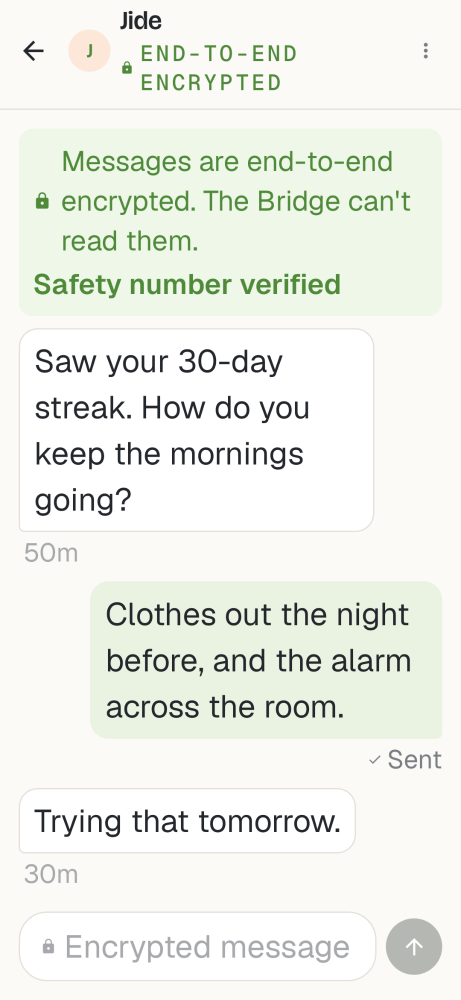 Jide
J
END-TO-END
ENCRYPTED
Messages are end-to-end
encrypted. The Bridge can't
read them.
Safety number verified
Saw your 30-day
streak. How do you
keep the mornings
going?
50m
Clothes out the night
before, and the alarm
across the room.
✓ Sent
Trying that tomorrow.
30m
Encrypted message